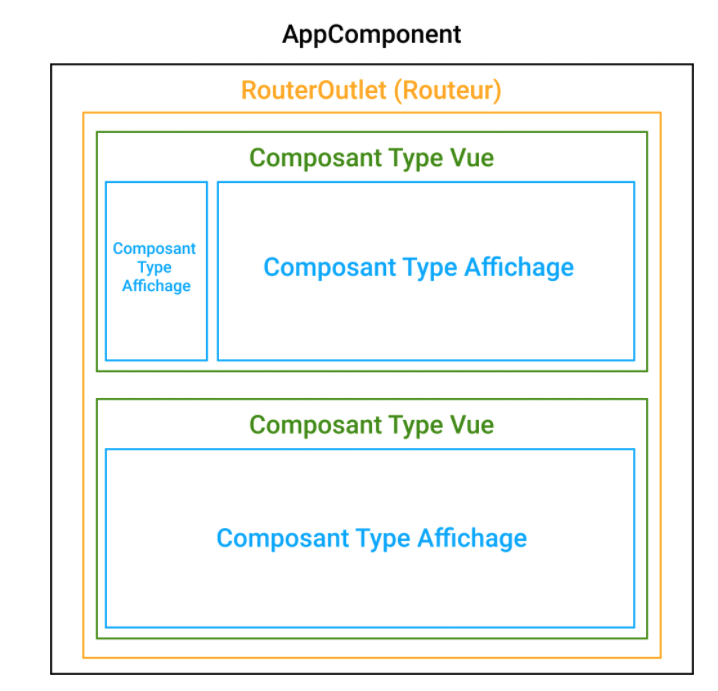 AppComponent
RouterOutlet (Routeur)
Composant Type Vue
Composant
Type
Affichage
Composant Type Affichage
Composant Type Vue
Composant Type Affichage